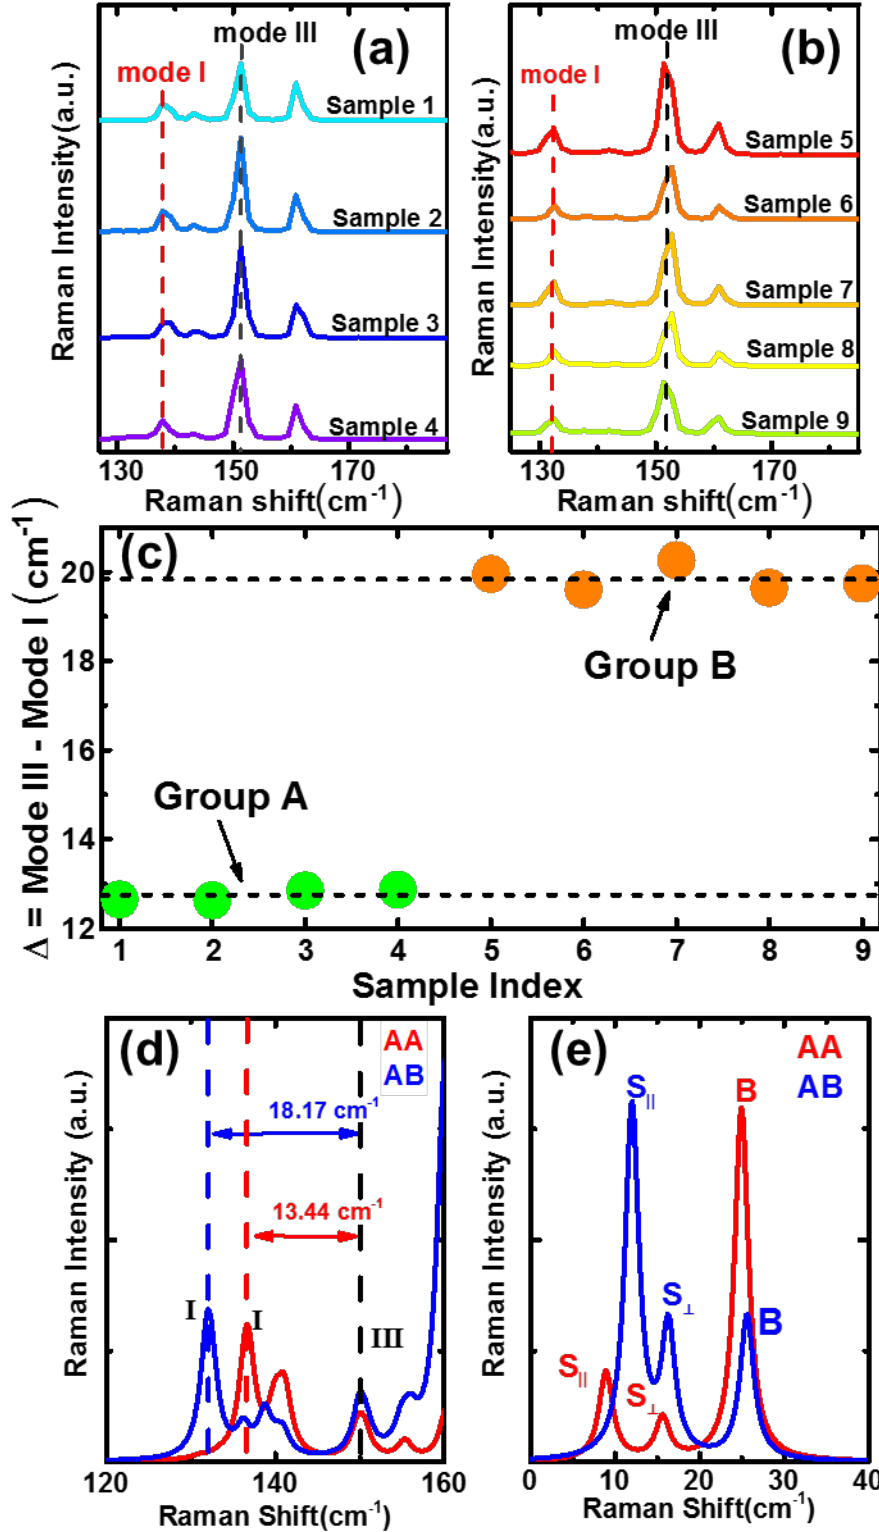 (a)
mode III
mode I
Sample 1
Sample 2
Sample 3
Sample 4
Raman Intensity(a.u.)
130 150 170
Raman shift(cm⁻¹)
(b)
mode III
mode I
Sample 5
Sample 6
Sample 7
Sample 8
Sample 9
Raman Intensity(a.u.)
130 150 170
Raman shift(cm⁻¹)
(c)
Δ = Mode III - Mode I (cm⁻¹)
20
18
16
14
12
Group B
Group A
1 2 3 4 5 6 7 8 9
Sample Index
(d)
AA
AB
18.17 cm⁻¹
13.44 cm⁻¹
I
I
III
Raman Intensity (a.u.)
120 140 160
Raman Shift(cm⁻¹)
(e)
AA
AB
S||
B
S⊥
B
S||
S⊥
Raman Intensity (a.u.)
0 10 20 30 40
Raman Shift(cm⁻¹)